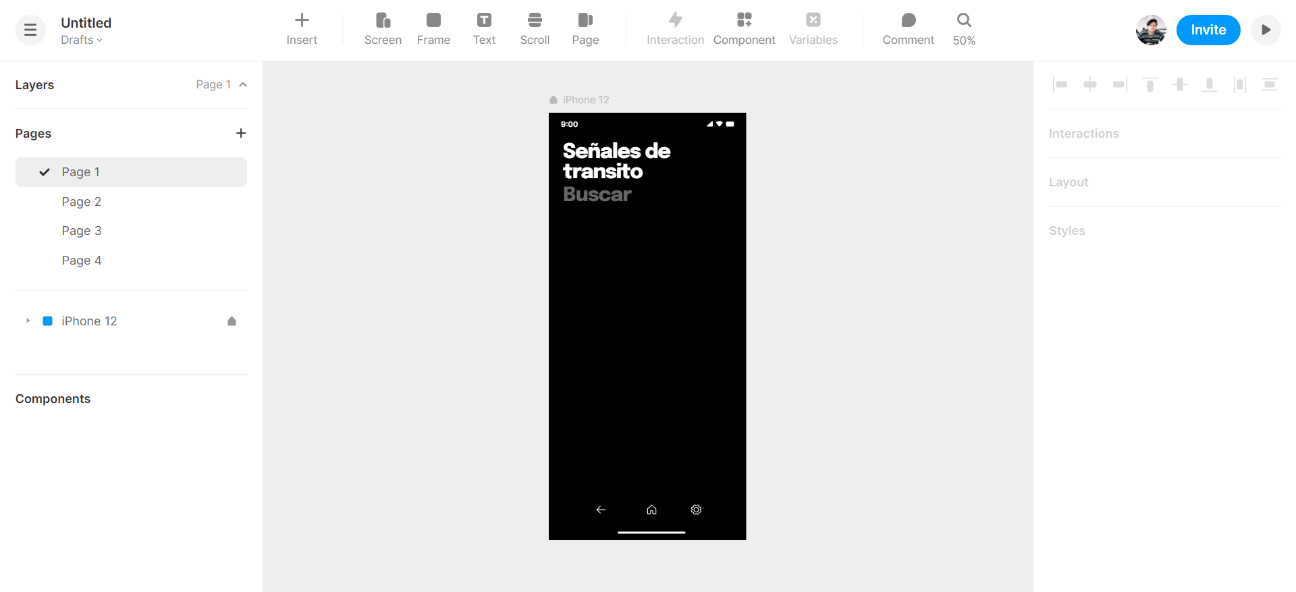 Untitled
Drafts
Insert
Screen
Frame
Text
Scroll
Page
Interaction
Component
Variables
Comment
50%
Invite
Layers
Page 1
Pages
Page 1
Page 2
Page 3
Page 4
iPhone 12
Components
iPhone 12
9:00
Señales de
transito
Buscar
Interactions
Layout
Styles